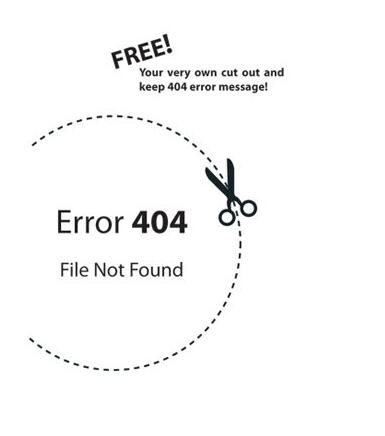 FREE!
Your very own cut out and
keep 404 error message!
Error 404
File Not Found